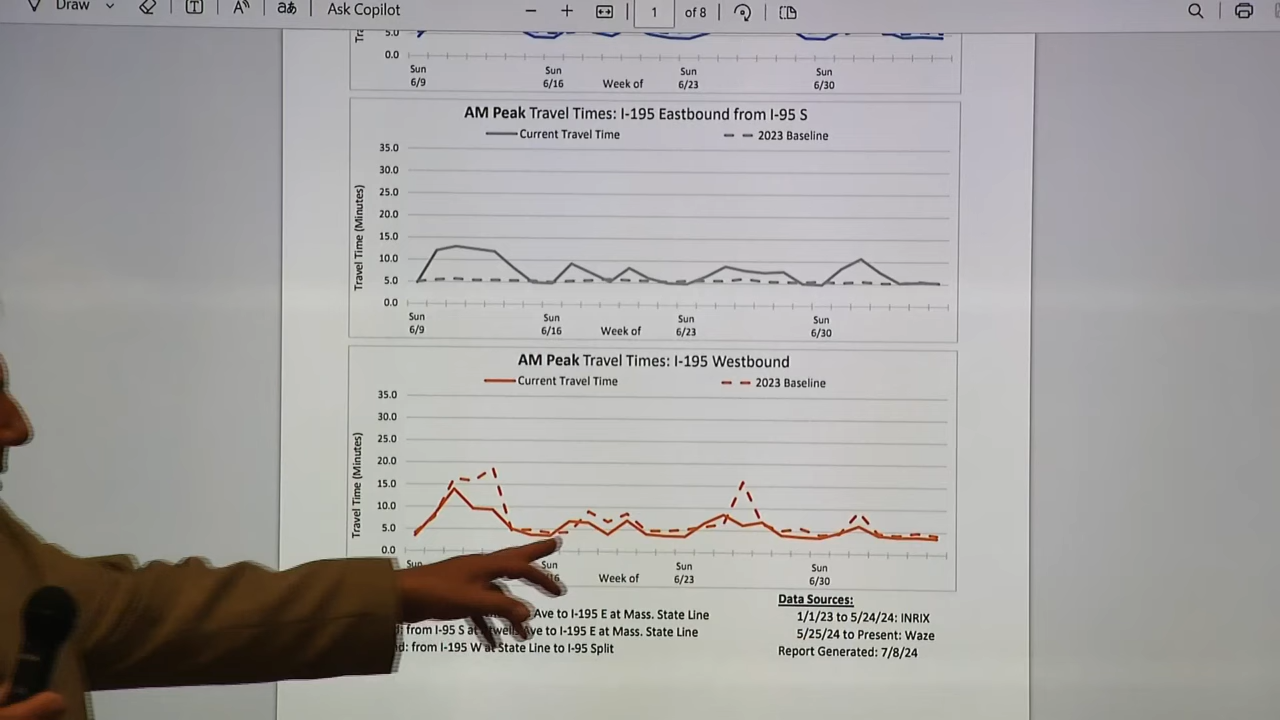 Draw aあ Ask Copilot 1 of 8
5.0
0.0
Sun Sun Sun Sun
6/9 6/16 Week of 6/23 6/30
AM Peak Travel Times: I-195 Eastbound from I-95 S
Current Travel Time 2023 Baseline
35.0
30.0
25.0
20.0
15.0
10.0
5.0
0.0
Travel Time (Minutes)
Sun Sun Sun Sun
6/9 6/16 Week of 6/23 6/30
AM Peak Travel Times: I-195 Westbound
Current Travel Time 2023 Baseline
35.0
30.0
25.0
20.0
15.0
10.0
5.0
0.0
Travel Time (Minutes)
Sun Sun Sun Sun
Week of 6/23 6/30
Ave to I-195 E at Mass. State Line
from I-95 S at Ave to I-195 E at Mass. State Line
from I-195 W at State Line to I-95 Split
Data Sources:
1/1/23 to 5/24/24: INRIX
5/25/24 to Present: Waze
Report Generated: 7/8/24